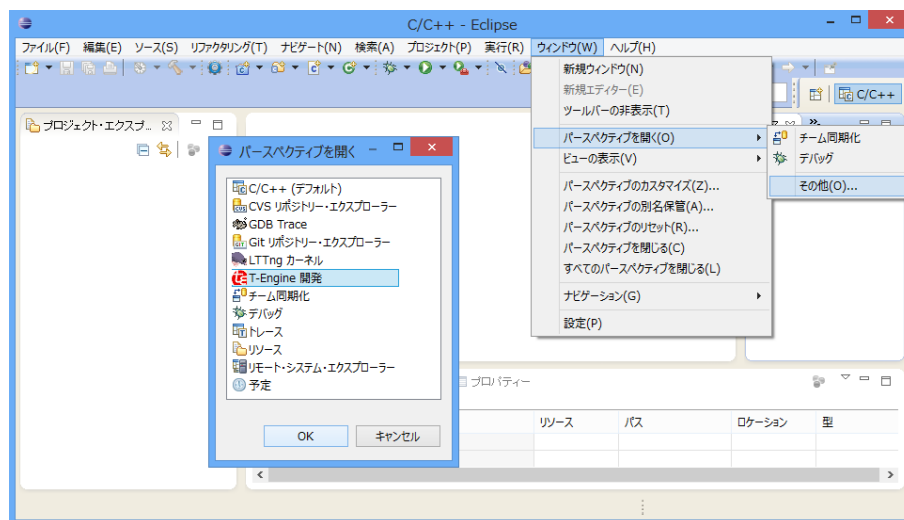 C/C++ - Eclipse
ファイル(F) 編集(E) ソース(S) リファクタリング(T) ナビゲート(N) 検索(A) プロジェクト(P) 実行(R) ウィンドウ(W) ヘルプ(H)
新規ウィンドウ(N)
新規エディター(E)
ツールバーの非表示(T)
パースペクティブを開く(O)
ビューの表示(V)
パースペクティブのカスタマイズ(Z)...
パースペクティブの別名保管(A)...
パースペクティブのリセット(R)...
パースペクティブを閉じる(C)
すべてのパースペクティブを閉じる(L)
ナビゲーション(G)
設定(P)
チーム同期化
デバッグ
その他(O)...
C/C++
プロジェクト・エクスプ...
パースペクティブを開く
C/C++ (デフォルト)
CVS リポジトリー・エクスプローラー
GDB Trace
Git リポジトリー・エクスプローラー
LTTng カーネル
T-Engine 開発
チーム同期化
デバッグ
トレース
リソース
リモート・システム・エクスプローラー
予定
OK キャンセル
プロパティー
リソース パス ロケーション 型